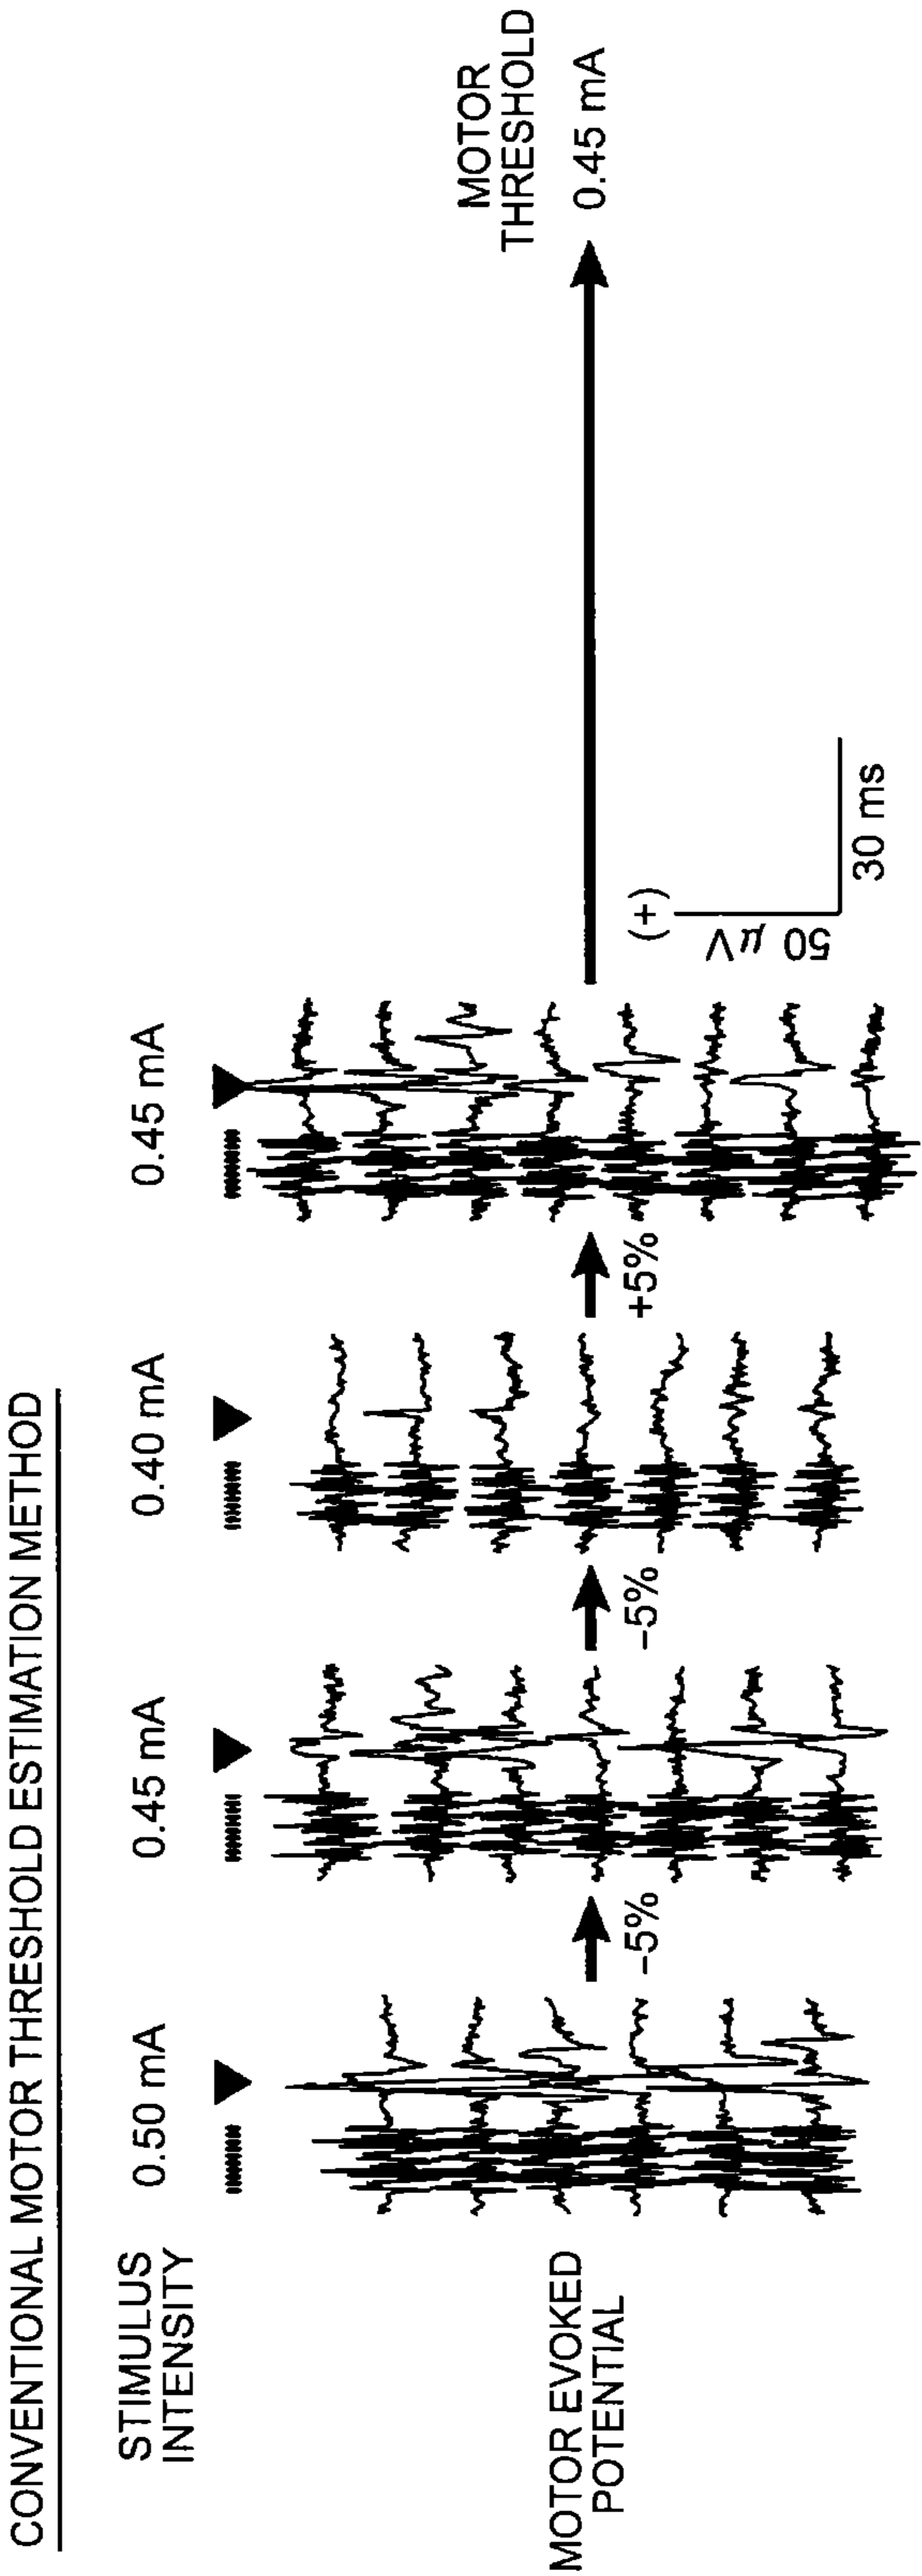 CONVENTIONAL MOTOR THRESHOLD ESTIMATION METHOD
STIMULUS
INTENSITY
0.50 mA
0.45 mA
0.40 mA
0.45 mA
MOTOR EVOKED
POTENTIAL
−5%
−5%
+5%
MOTOR
THRESHOLD
0.45 mA
(+)
50 μV
30 ms